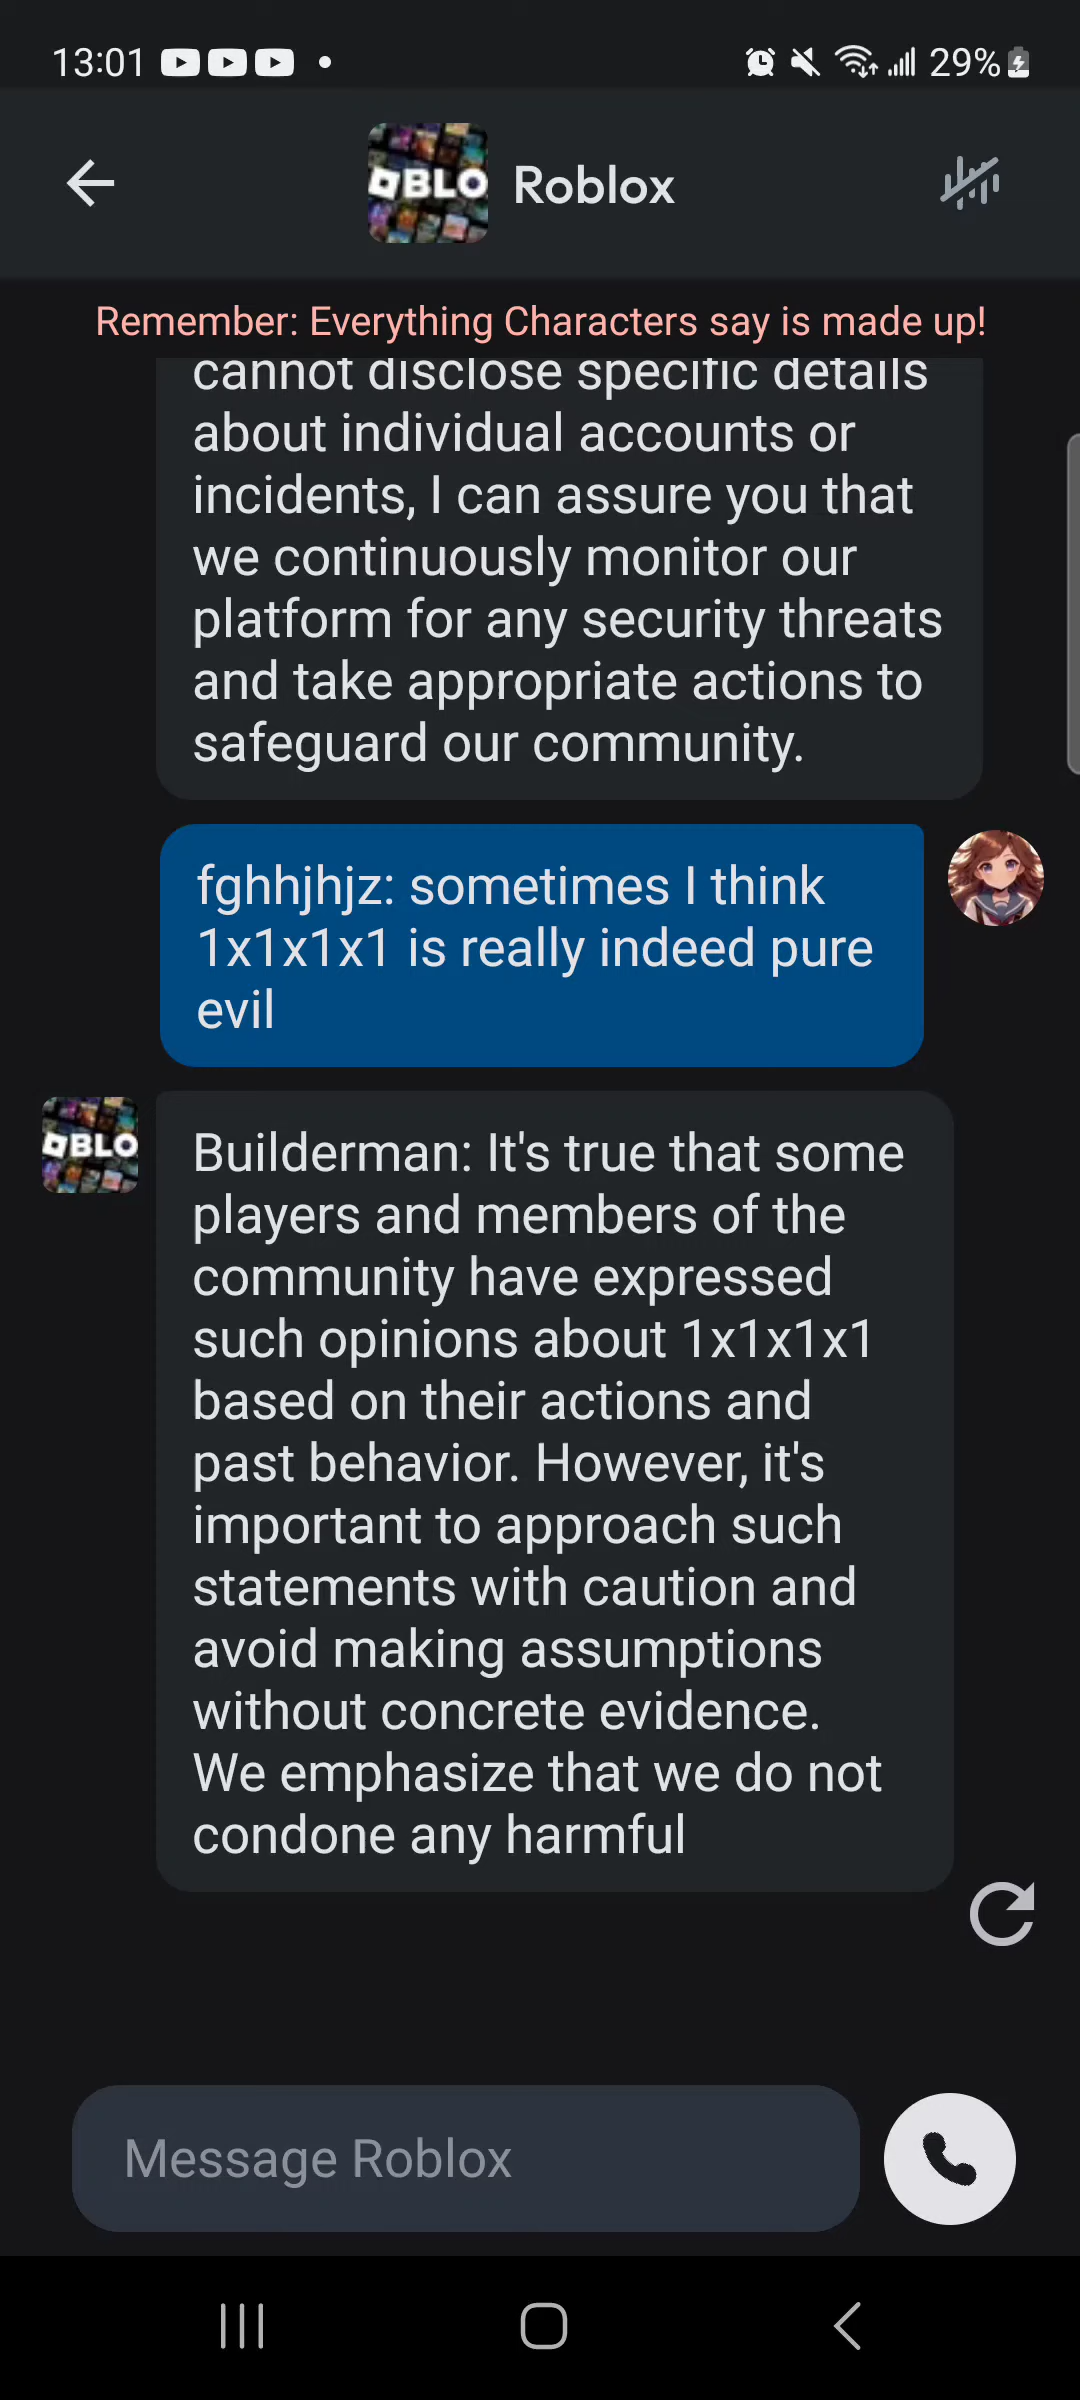 13:01
29%
BLO
Roblox
Remember: Everything Characters say is made up!
cannot disclose specific details
about individual accounts or
incidents, I can assure you that
we continuously monitor our
platform for any security threats
and take appropriate actions to
safeguard our community.
fghhjhjz: sometimes I think
1x1x1x1 is really indeed pure
evil
BLO
Builderman: It's true that some
players and members of the
community have expressed
such opinions about 1x1x1x1
based on their actions and
past behavior. However, it's
important to approach such
statements with caution and
avoid making assumptions
without concrete evidence.
We emphasize that we do not
condone any harmful
Message Roblox